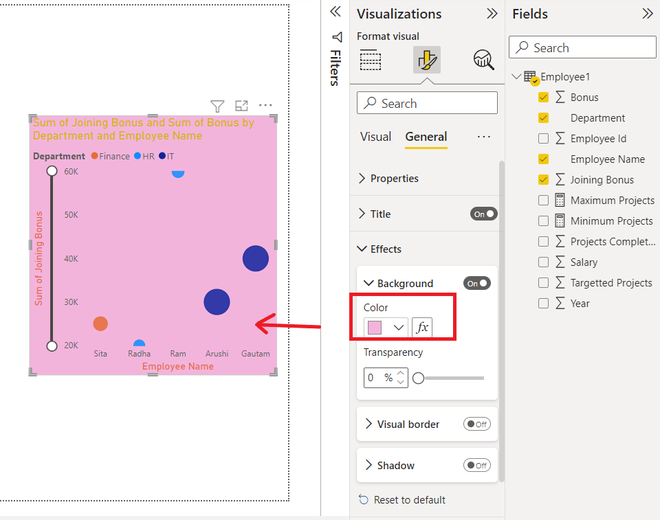 Sum of Joining Bonus and Sum of Bonus by
Department and Employee Name
Department Finance HR IT
60K
50K
40K
30K
20K
Sum of Joining Bonus
Sita Radha Ram Arushi Gautam
Employee Name
Filters
Visualizations
Format visual
Search
Visual General
Properties
Title On
Effects
Background On
Color
fx
Transparency
0 %
Visual border Off
Shadow Off
Reset to default
Fields
Search
Employee1
Bonus
Department
Employee Id
Employee Name
Joining Bonus
Maximum Projects
Minimum Projects
Projects Complet...
Salary
Targetted Projects
Year